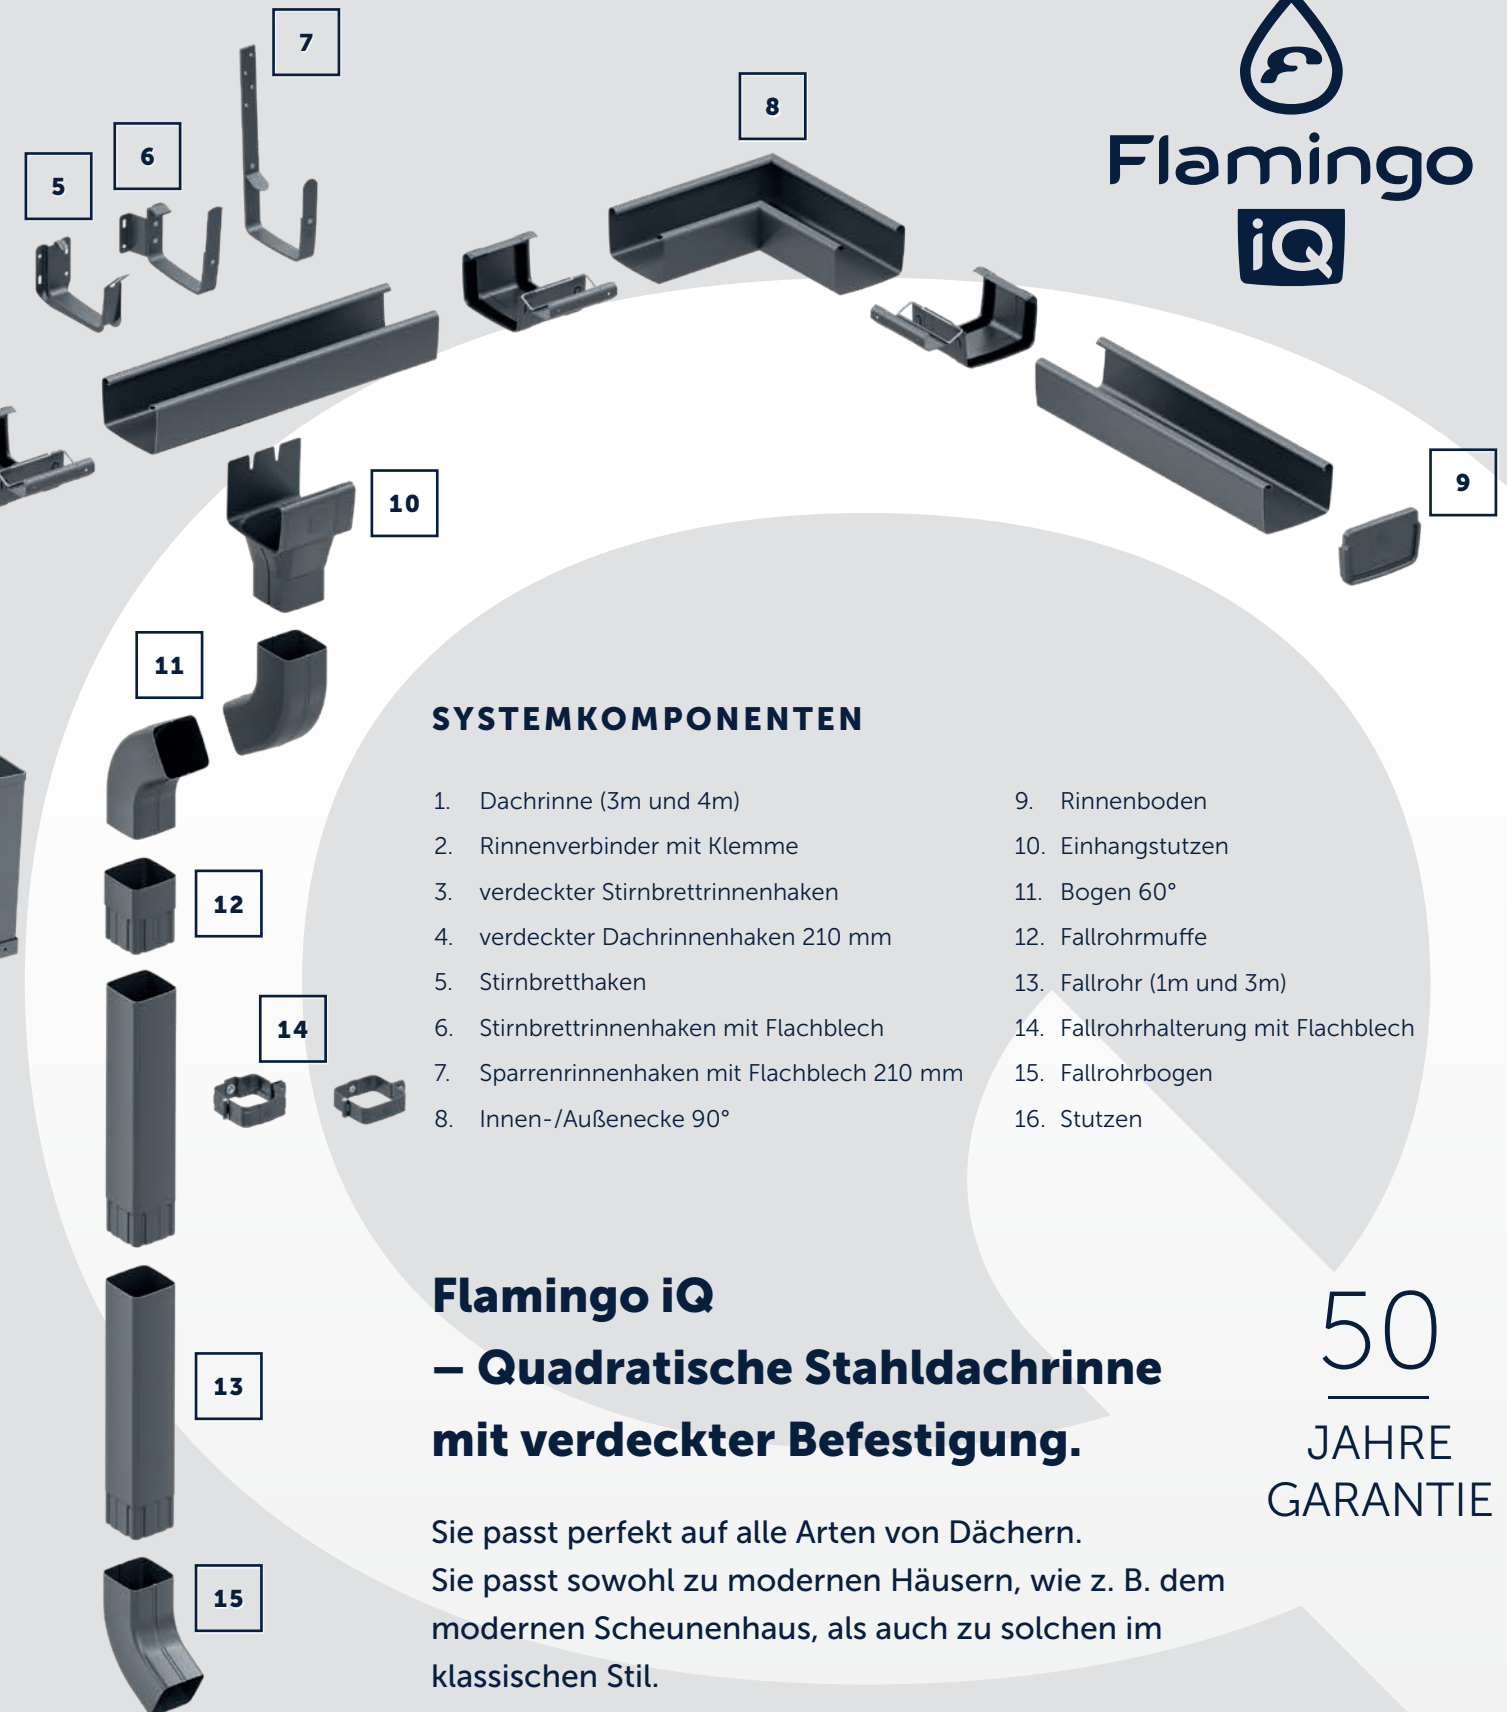 7
8
6
5
Flamingo
iQ
9
10
11
SYSTEMKOMPONENTEN
1. Dachrinne (3m und 4m)
2. Rinnenverbinder mit Klemme
3. verdeckter Stirnbrettrinnenhaken
4. verdeckter Dachrinnenhaken 210 mm
5. Stirnbretthaken
6. Stirnbrettrinnenhaken mit Flachblech
7. Sparrenrinnenhaken mit Flachblech 210 mm
8. Innen-/Außenecke 90°
9. Rinnenboden
10. Einhangstutzen
11. Bogen 60°
12. Fallrohrmuffe
13. Fallrohr (1m und 3m)
14. Fallrohrhalterung mit Flachblech
15. Fallrohrbogen
16. Stutzen
12
14
13
15
Flamingo iQ
– Quadratische Stahldachrinne
mit verdeckter Befestigung.
50
JAHRE
GARANTIE
Sie passt perfekt auf alle Arten von Dächern.
Sie passt sowohl zu modernen Häusern, wie z. B. dem
modernen Scheunenhaus, als auch zu solchen im
klassischen Stil.